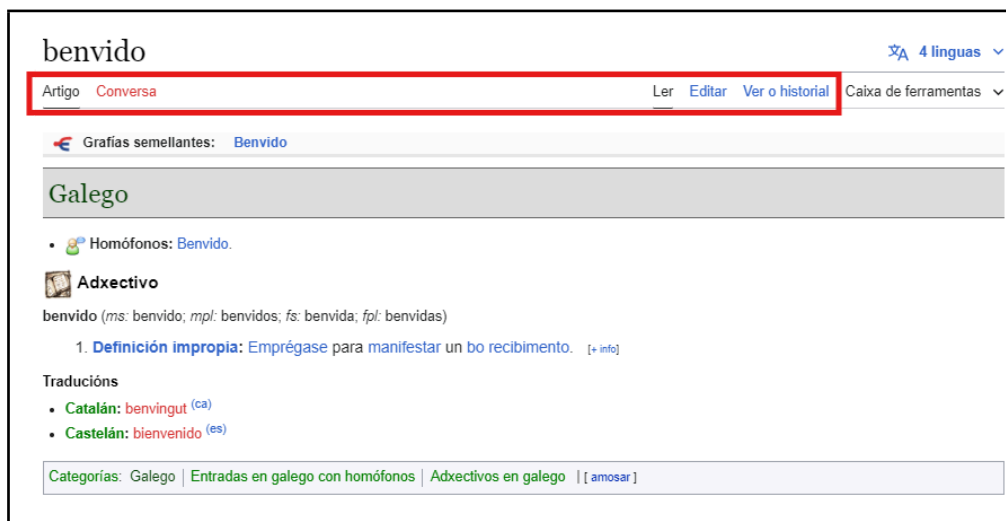 benvido
4 linguas
Artigo Conversa Ler Editar Ver o historial Caixa de ferramentas
Grafías semellantes: Benvido
Galego
• Homófonos: Benvido.
Adxectivo
benvido (ms: benvido; mpl: benvidos; fs: benvida; fpl: benvidas)
1. Definición impropia: Emprégase para manifestar un bo recibimento. [+ info]
Traducións
• Catalán: benvingut (ca)
• Castelán: bienvenido (es)
Categorías: Galego | Entradas en galego con homófonos | Adxectivos en galego | [ amosar ]